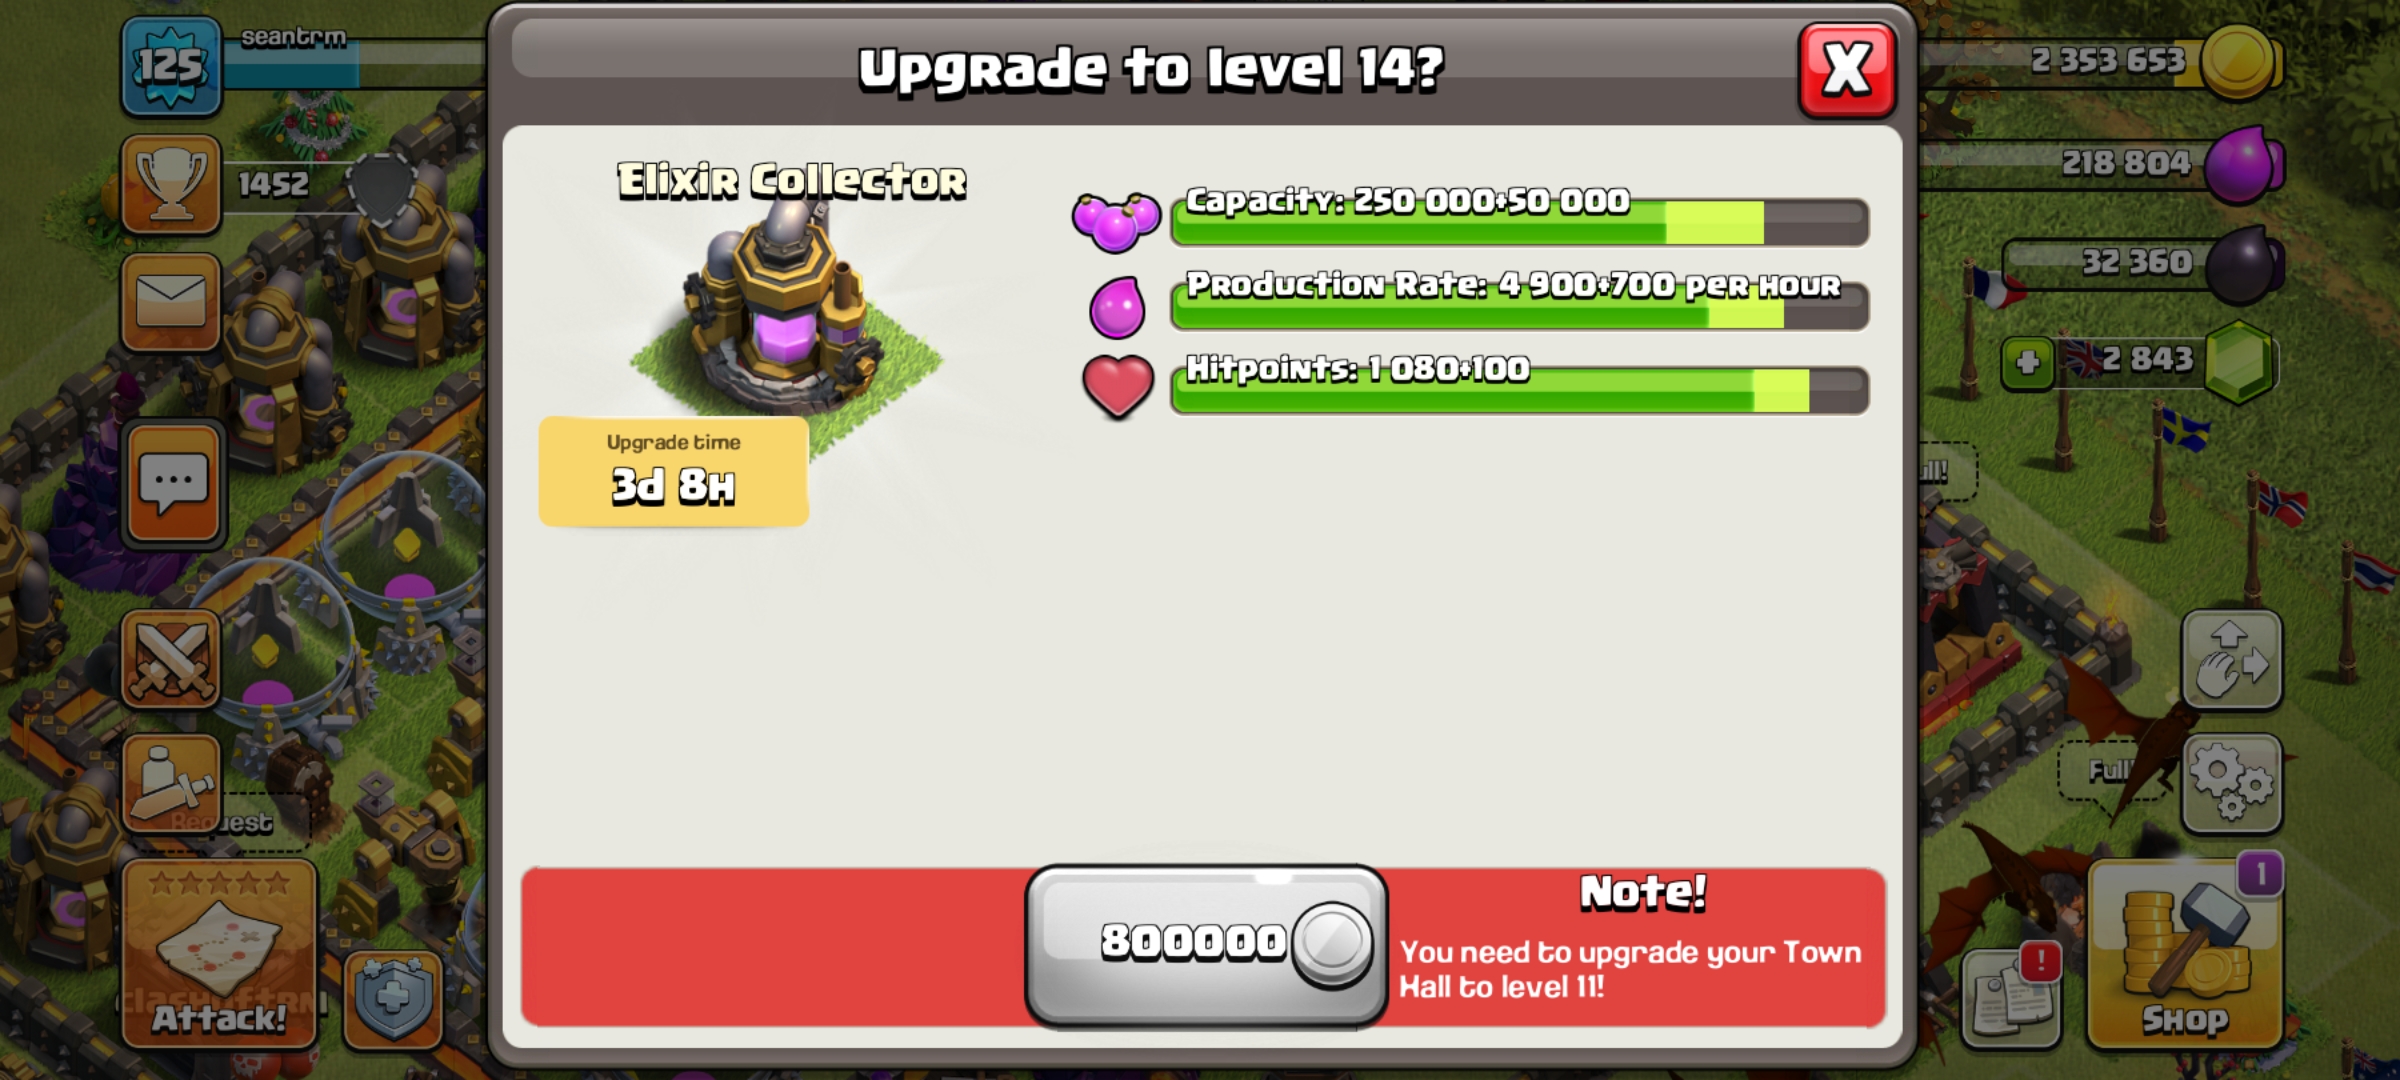 Upgrade to level 14?
X
125
seantrm
1452
2 353 653
218 804
32 360
2 843
Elixir Collector
Capacity: 250 000+50 000
Production Rate: 4 900+700 per hour
Hitpoints: 1 080+100
Upgrade time
3d 8h
Full!
Request
Attack!
800000
Note!
You need to upgrade your Town
Hall to level 11!
1
!
Shop